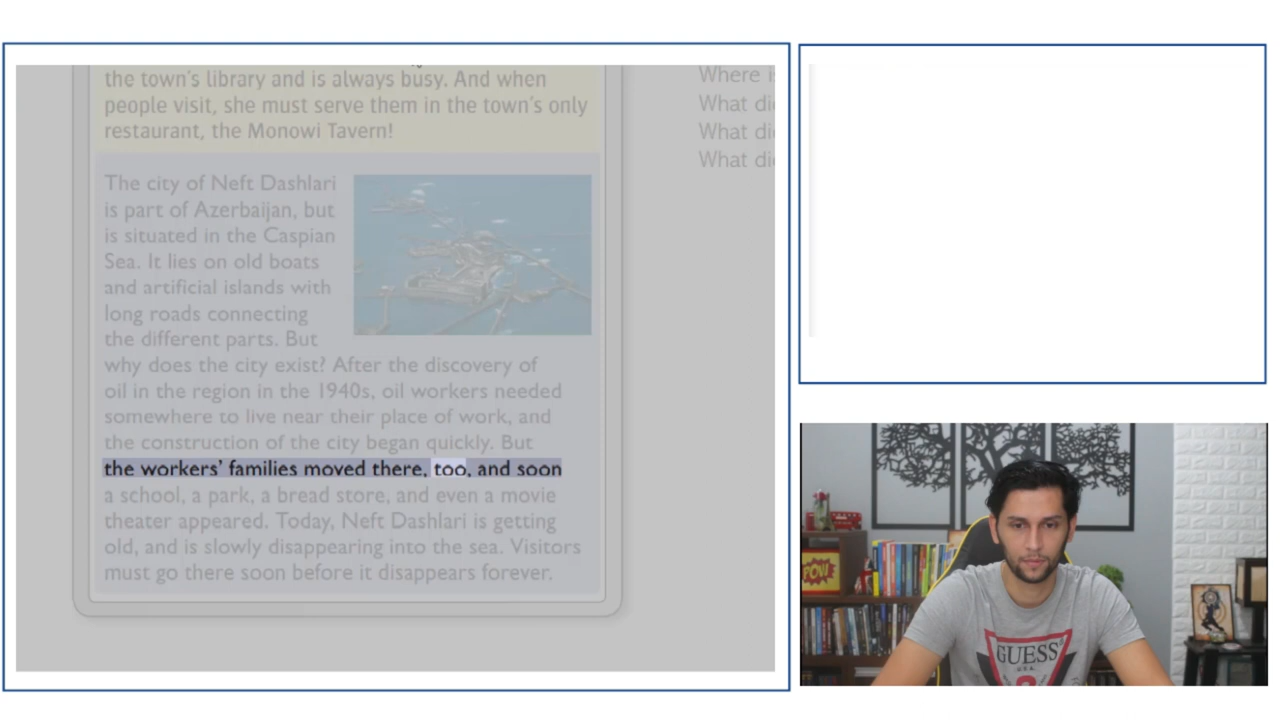 the town's library and is always busy. And when
people visit, she must serve them in the town's only
restaurant, the Monowi Tavern!
The city of Neft Dashlari
is part of Azerbaijan, but
is situated in the Caspian
Sea. It lies on old boats
and artificial islands with
long roads connecting
the different parts. But
why does the city exist? After the discovery of
oil in the region in the 1940s, oil workers needed
somewhere to live near their place of work, and
the construction of the city began quickly. But
the workers' families moved there, too, and soon
a school, a park, a bread store, and even a movie
theater appeared. Today, Neft Dashlari is getting
old, and is slowly disappearing into the sea. Visitors
must go there soon before it disappears forever.
Where i
What di
What di
What di
POW
GUESS